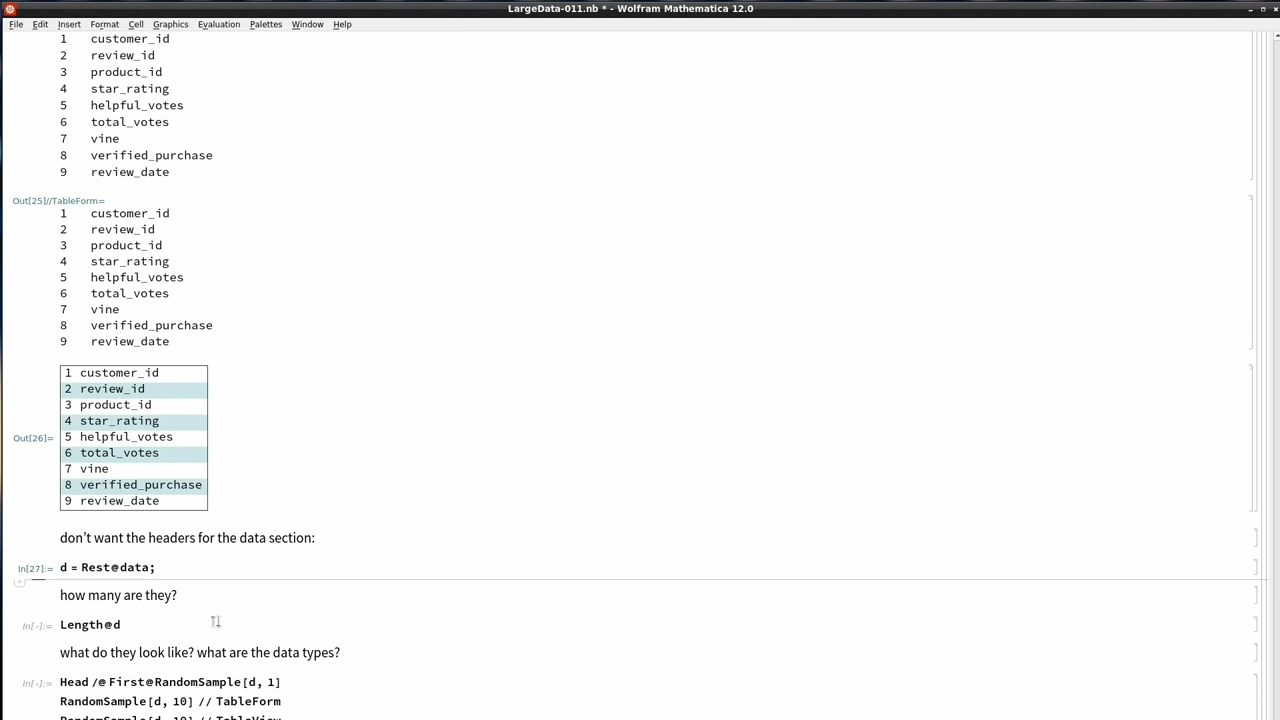 LargeData-011.nb * - Wolfram Mathematica 12.0
File Edit Insert Format Cell Graphics Evaluation Palettes Window Help
1 customer_id
2 review_id
3 product_id
4 star_rating
5 helpful_votes
6 total_votes
7 vine
8 verified_purchase
9 review_date
Out[25]//TableForm=
1 customer_id
2 review_id
3 product_id
4 star_rating
5 helpful_votes
6 total_votes
7 vine
8 verified_purchase
9 review_date
1 customer_id
2 review_id
3 product_id
4 star_rating
5 helpful_votes
Out[26]=
6 total_votes
7 vine
8 verified_purchase
9 review_date
don’t want the headers for the data section:
In[27]:= d = Rest@data;
how many are they?
In[-]:= Length@d
what do they look like? what are the data types?
In[-]:= Head /@ First@RandomSample[d, 1]
RandomSample[d, 10] // TableForm
RandomSample[d, 10] // TableView